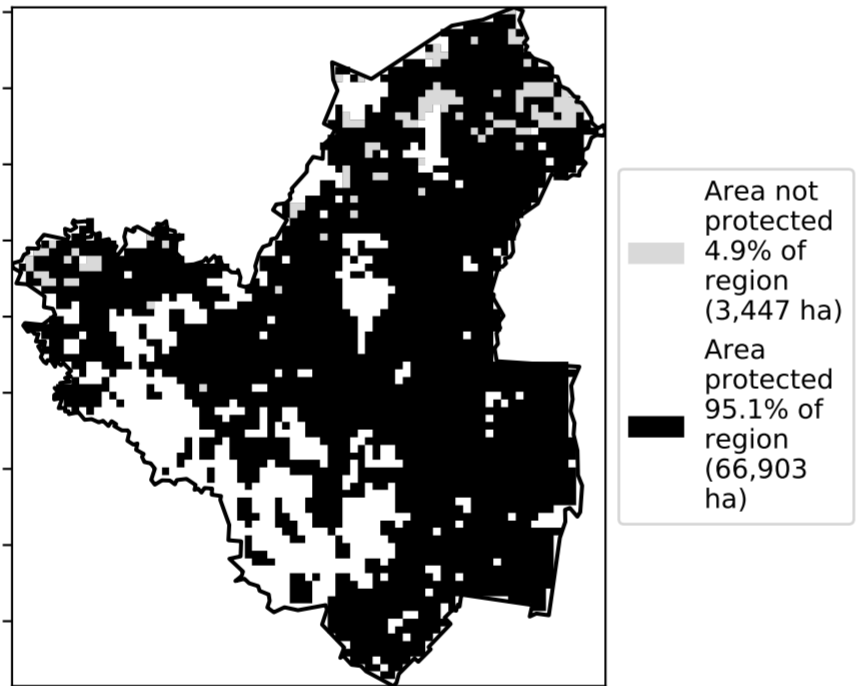 Area not
protected
4.9% of
region
(3,447 ha)
Area
protected
95.1% of
region
(66,903
ha)